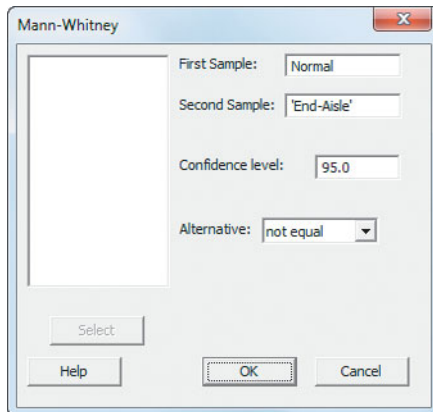 Mann-Whitney
First Sample: Normal
Second Sample: 'End-Aisle'
Confidence level: 95.0
Alternative: not equal
Select
Help OK Cancel